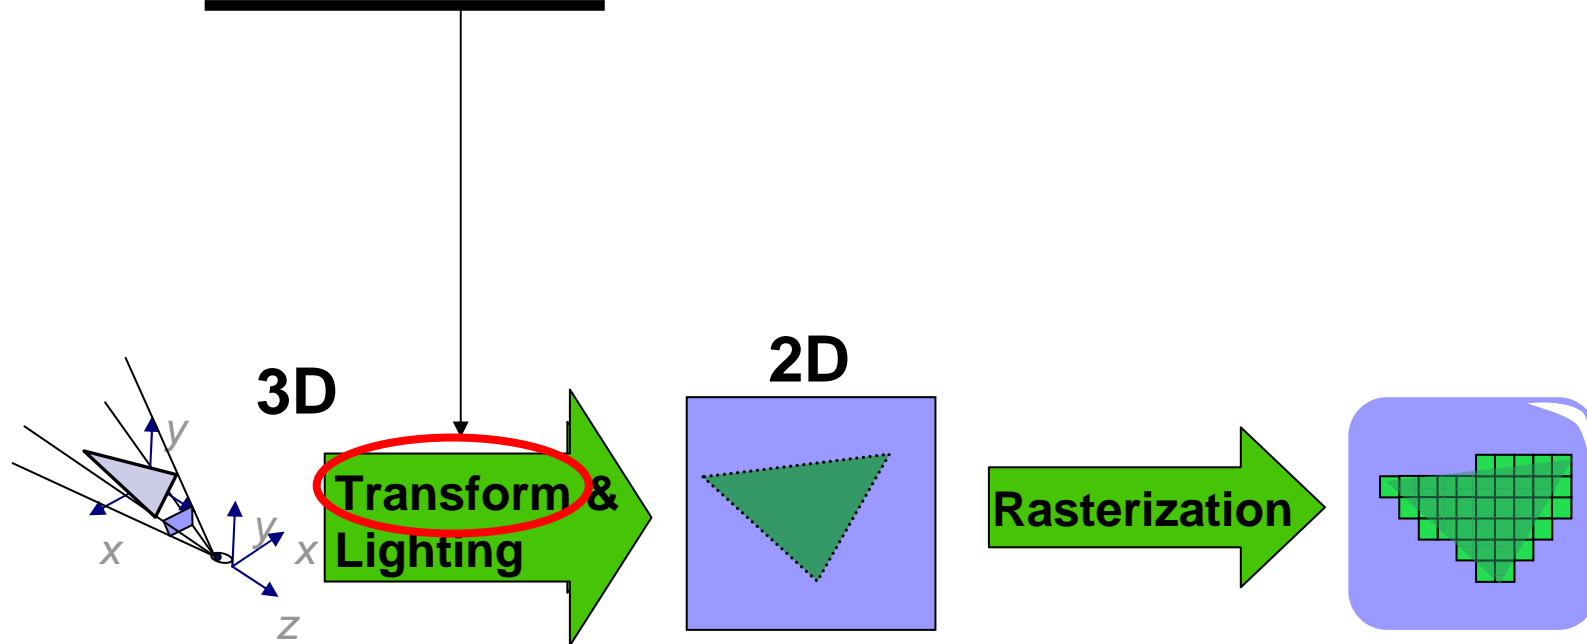 3D
2D
y
x
y
x
z
Transform &
Lighting
Rasterization